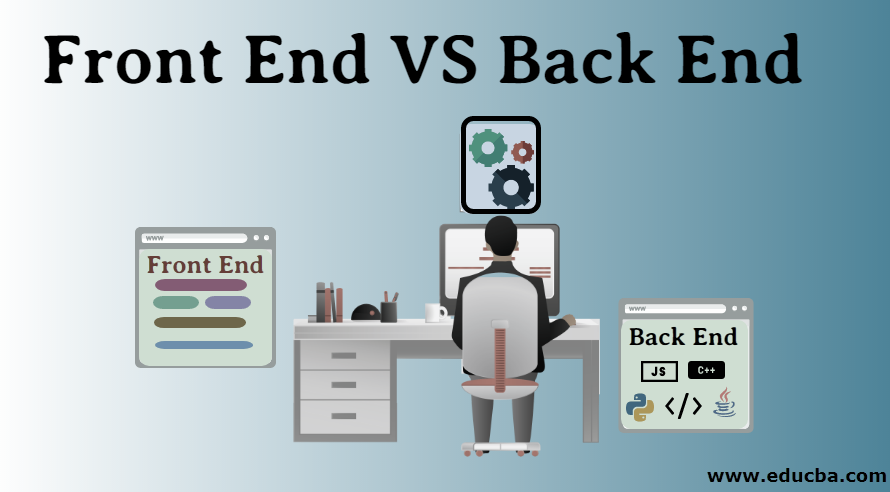 Front End VS Back End
www
Front End
www
Back End
JS
C++
</>
www.educba.com